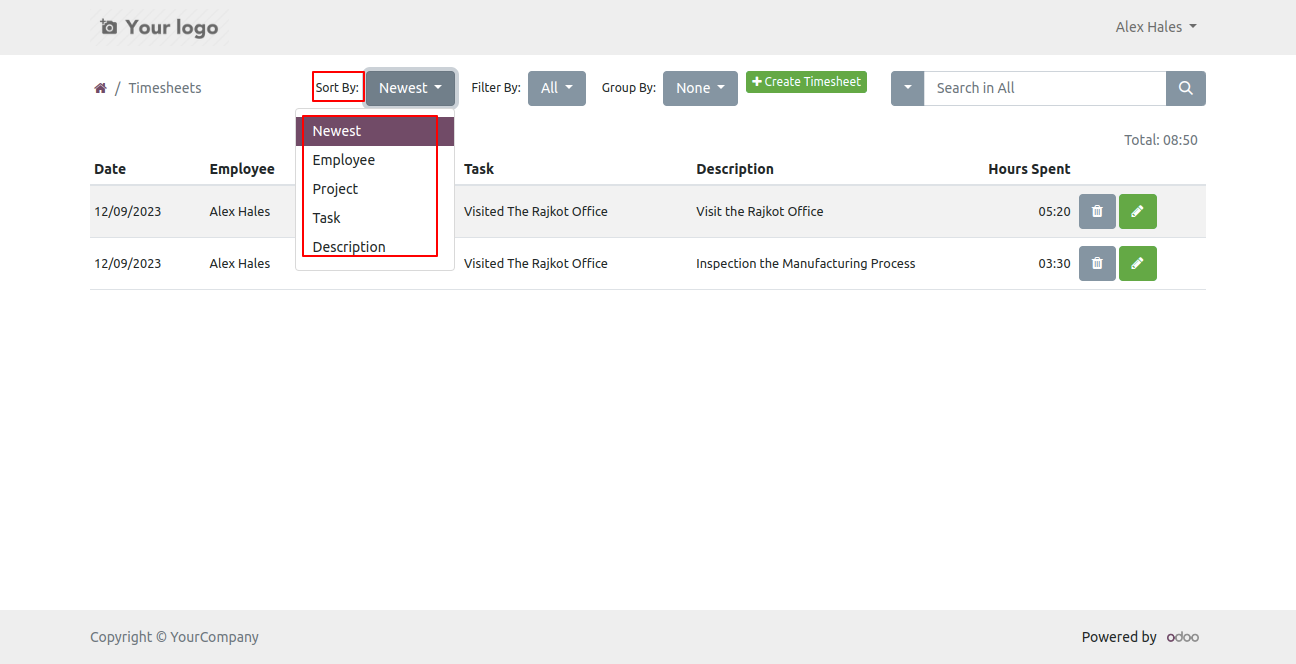 Your logo
Alex Hales
/ Timesheets
Sort By: Newest Filter By: All Group By: None Create Timesheet Search in All
Newest
Employee
Project
Task
Description
Total: 08:50
Date Employee Task Description Hours Spent
12/09/2023 Alex Hales Visited The Rajkot Office Visit the Rajkot Office 05:20
12/09/2023 Alex Hales Visited The Rajkot Office Inspection the Manufacturing Process 03:30
Copyright © YourCompany
Powered by odoo